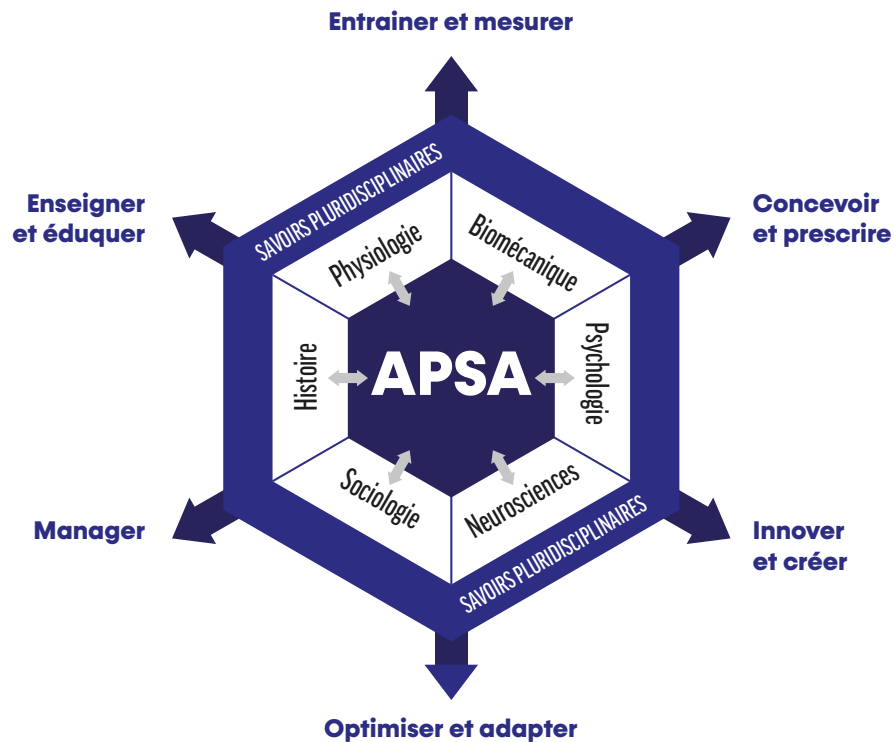 Entrainer et mesurer
Enseigner
et éduquer
Concevoir
et prescrire
SAVOIRS PLURIDISCIPLINAIRES
Physiologie
Biomécanique
Histoire
APSA
Psychologie
Sociologie
Neurosciences
SAVOIRS PLURIDISCIPLINAIRES
Manager
Innover
et créer
Optimiser et adapter